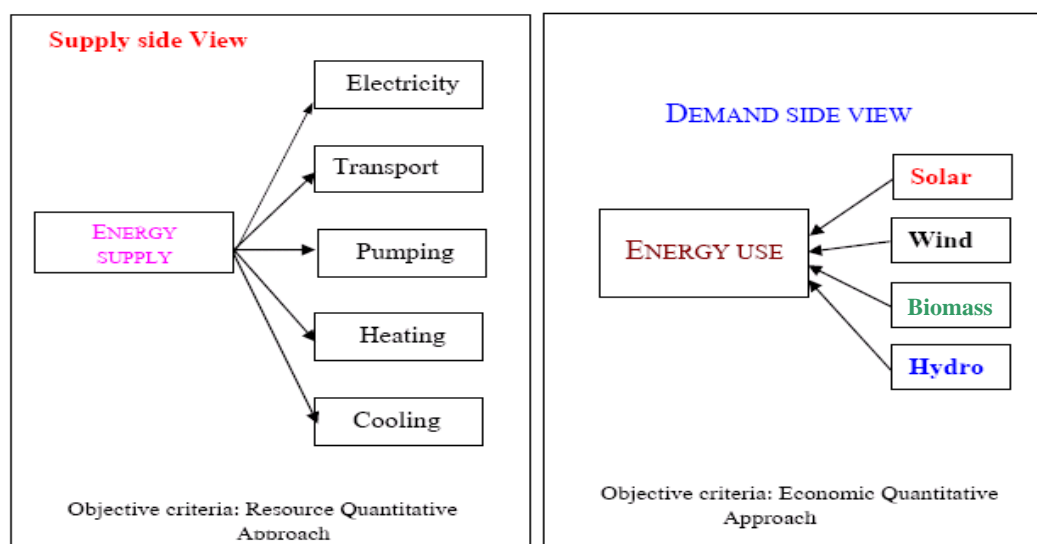 Supply side View
Electricity
Transport
Pumping
Heating
Cooling
ENERGY
SUPPLY
Objective criteria: Resource Quantitative
Approach
DEMAND SIDE VIEW
Solar
Wind
Biomass
Hydro
ENERGY USE
Objective criteria: Economic Quantitative
Approach